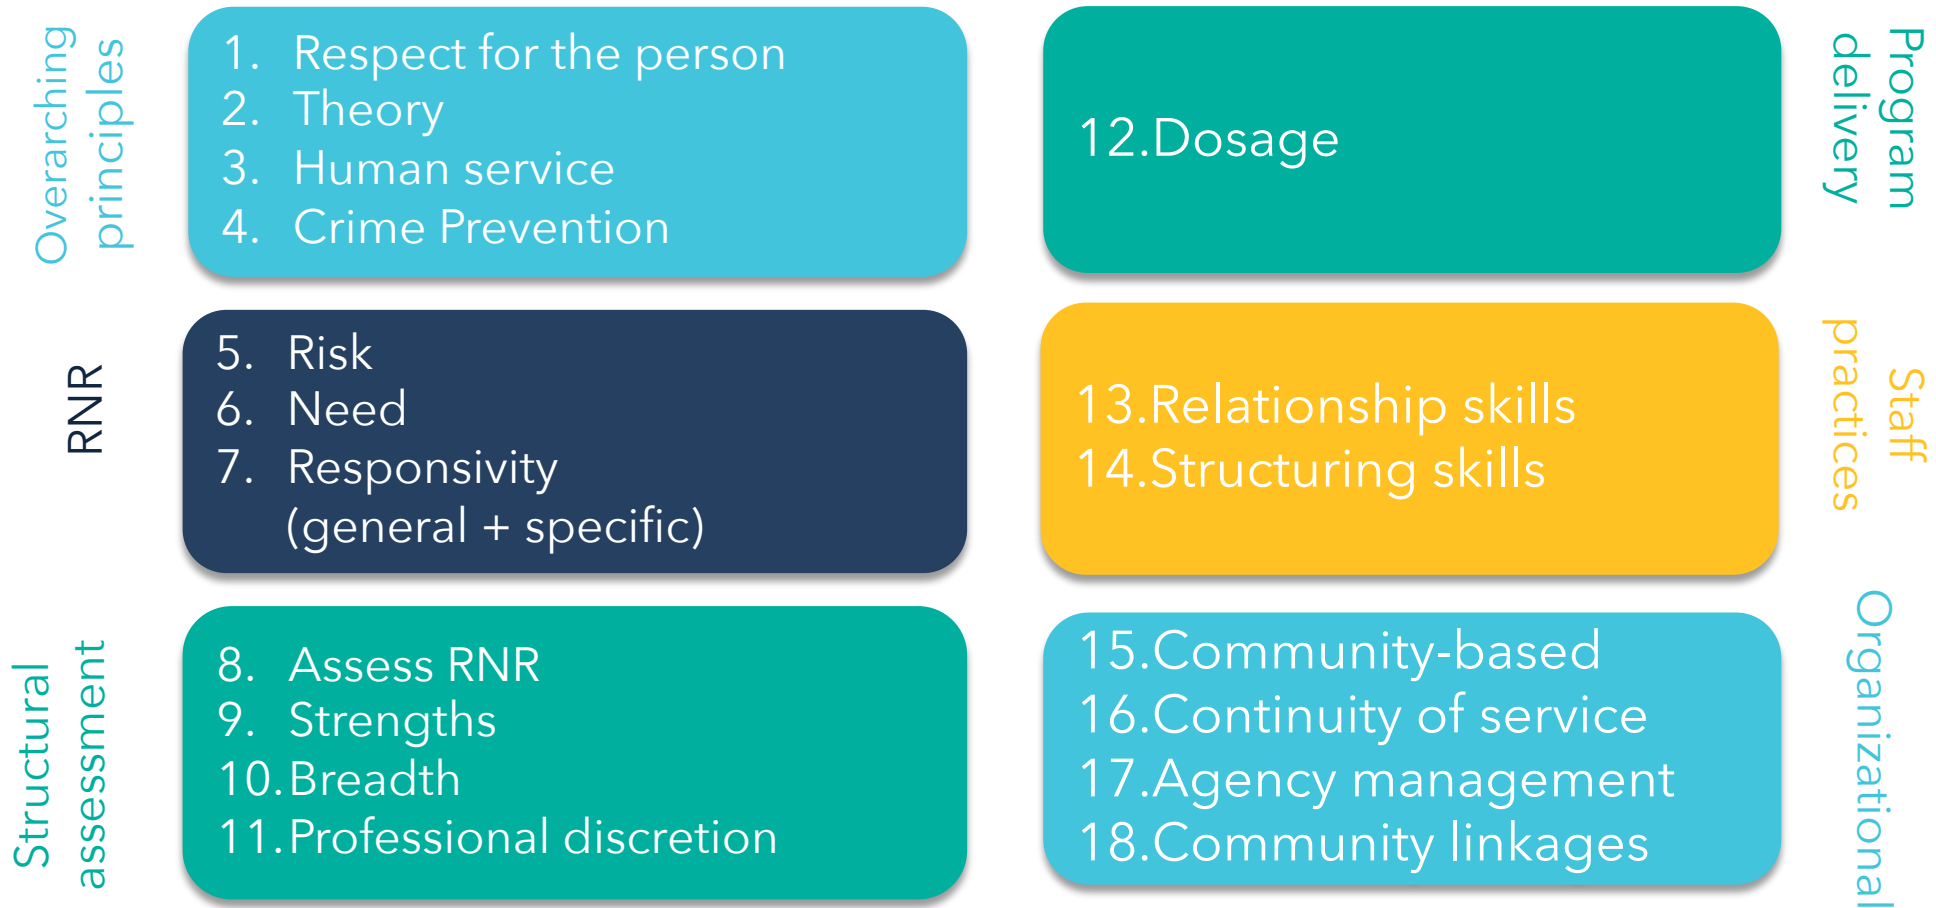 Overarching
principles
1. Respect for the person
2. Theory
3. Human service
4. Crime Prevention
RNR
5. Risk
6. Need
7. Responsivity
(general + specific)
Structural
assessment
8. Assess RNR
9. Strengths
10. Breadth
11. Professional discretion
Program
delivery
12. Dosage
Staff
practices
13. Relationship skills
14. Structuring skills
Organizational
15. Community-based
16. Continuity of service
17. Agency management
18. Community linkages